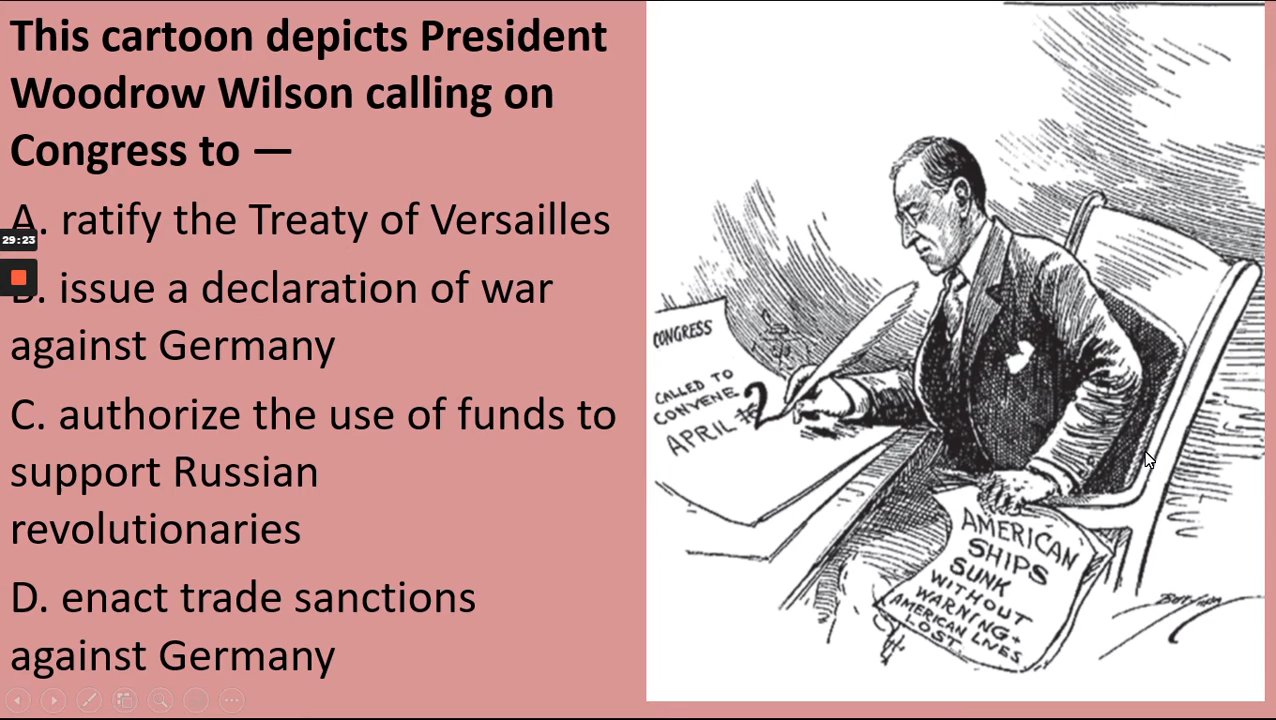 This cartoon depicts President
Woodrow Wilson calling on
Congress to —
A. ratify the Treaty of Versailles
29:23
B. issue a declaration of war
against Germany
C. authorize the use of funds to
support Russian
revolutionaries
D. enact trade sanctions
against Germany
CONGRESS
CALLED TO
CONVENE
APRIL 2
AMERICAN
SHIPS
SUNK
WITHOUT
WARNING +
AMERICAN LIVES
LOST